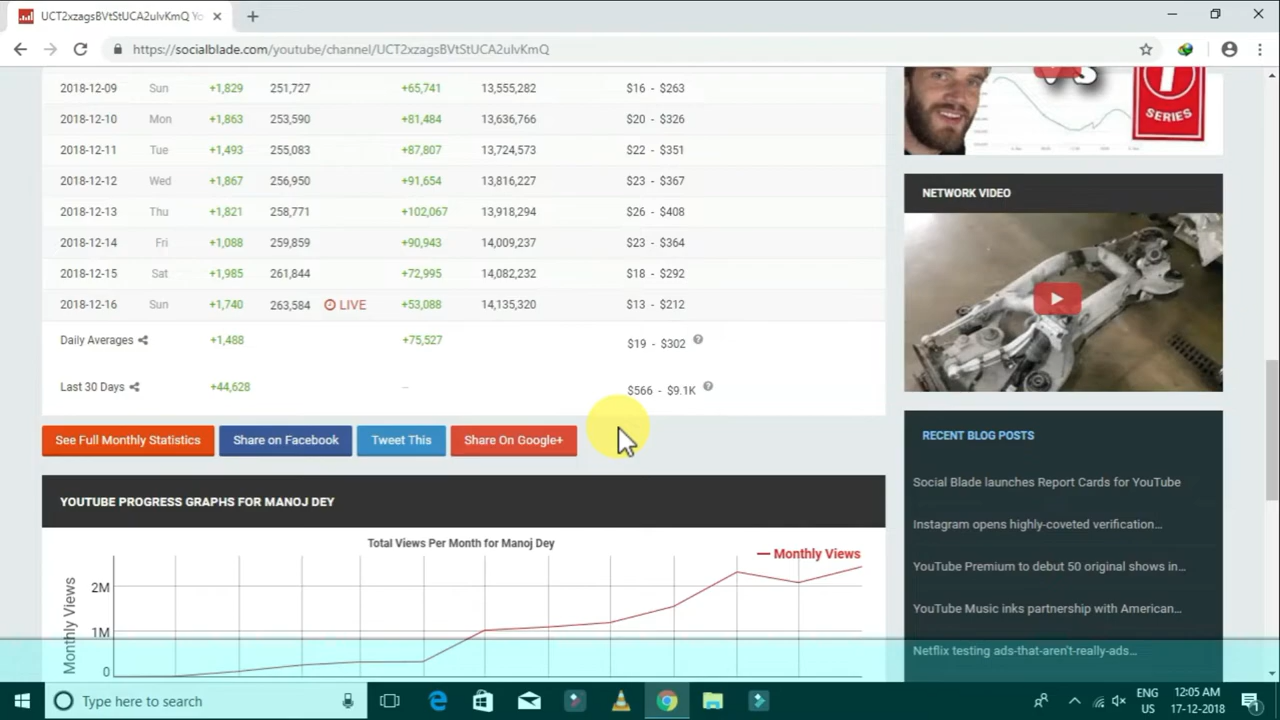 UCT2xzagsBVtStUCA2ulvKmQ Yo
https://socialblade.com/youtube/channel/UCT2xzagsBVtStUCA2ulvKmQ
2018-12-09 Sun +1,829 251,727 +65,741 13,555,282 $16 - $263
2018-12-10 Mon +1,863 253,590 +81,484 13,636,766 $20 - $326
2018-12-11 Tue +1,493 255,083 +87,807 13,724,573 $22 - $351
2018-12-12 Wed +1,867 256,950 +91,654 13,816,227 $23 - $367
2018-12-13 Thu +1,821 258,771 +102,067 13,918,294 $26 - $408
2018-12-14 Fri +1,088 259,859 +90,943 14,009,237 $23 - $364
2018-12-15 Sat +1,985 261,844 +72,995 14,082,232 $18 - $292
2018-12-16 Sun +1,740 263,584 LIVE +53,088 14,135,320 $13 - $212
Daily Averages +1,488 +75,527 $19 - $302
Last 30 Days +44,628 -- $566 - $9.1K
See Full Monthly Statistics Share on Facebook Tweet This Share On Google+
YOUTUBE PROGRESS GRAPHS FOR MANOJ DEY
Total Views Per Month for Manoj Dey
Monthly Views
Monthly Views
2M
1M
0
VS
SERIES
NETWORK VIDEO
RECENT BLOG POSTS
Social Blade launches Report Cards for YouTube
Instagram opens highly-coveted verification...
YouTube Premium to debut 50 original shows in...
YouTube Music inks partnership with American...
Netflix testing ads-that-aren't-really-ads...
Type here to search
ENG
US
12:05 AM
17-12-2018
1